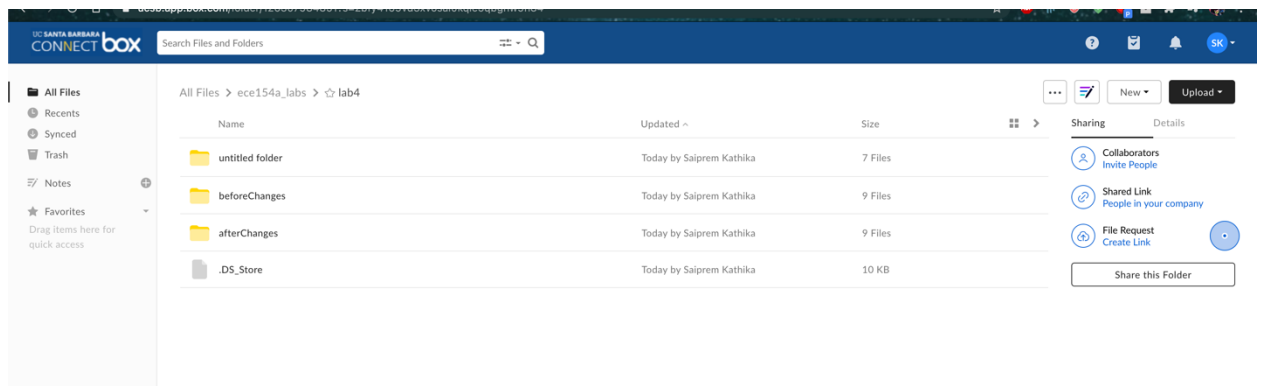 UC SANTA BARBARA
CONNECT box
Search Files and Folders
SK
All Files
Recents
Synced
Trash
Notes
Favorites
Drag items here for
quick access
All Files > ece154a_labs > lab4
New
Upload
Name
Updated
Size
untitled folder
Today by Saiprem Kathika
7 Files
beforeChanges
Today by Saiprem Kathika
9 Files
afterChanges
Today by Saiprem Kathika
9 Files
.DS_Store
Today by Saiprem Kathika
10 KB
Sharing
Details
Collaborators
Invite People
Shared Link
People in your company
File Request
Create Link
Share this Folder